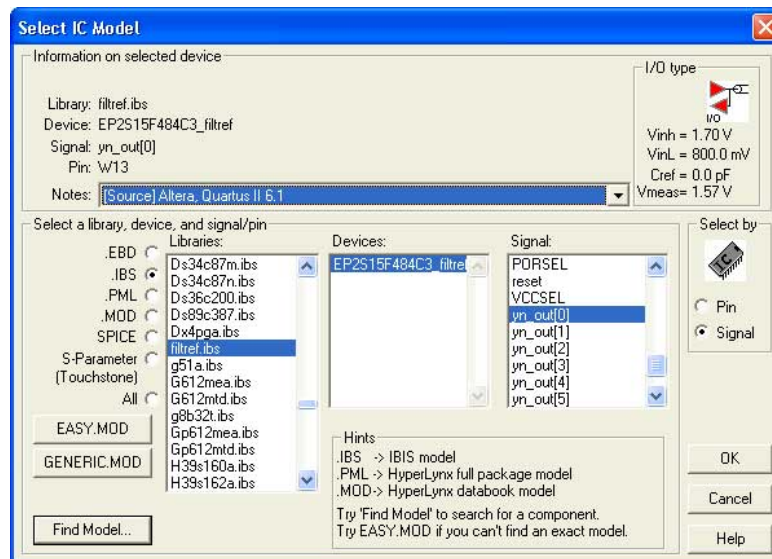 Select IC Model
Information on selected device
Library: filtref.ibs
Device: EP2S15F484C3_filtref
Signal: yn_out[0]
Pin: W13
Notes: [Source] Altera, Quartus II 6.1
I/O type
I/O
Vinh = 1.70 V
VinL = 800.0 mV
Cref = 0.0 pF
Vmeas= 1.57 V
Select a library, device, and signal/pin
.EBD
.IBS
.PML
.MOD
SPICE
S-Parameter
(Touchstone)
All
EASY.MOD
GENERIC.MOD
Find Model...
Libraries:
Ds34c87m.ibs
Ds34c87n.ibs
Ds36c200.ibs
Ds89c387.ibs
Dx4pga.ibs
filtref.ibs
g51a.ibs
G612mea.ibs
G612mtd.ibs
g8b32t.ibs
Gp612mea.ibs
Gp612mtd.ibs
H39s160a.ibs
H39s162a.ibs
Devices:
EP2S15F484C3_filtref
Signal:
PORSEL
reset
VCCSEL
yn_out[0]
yn_out[1]
yn_out[2]
yn_out[3]
yn_out[4]
yn_out[5]
Hints
.IBS -> IBIS model
.PML -> HyperLynx full package model
.MOD-> HyperLynx databook model
Try 'Find Model' to search for a component.
Try EASY.MOD if you can't find an exact model.
Select by
IC
Pin
Signal
OK
Cancel
Help